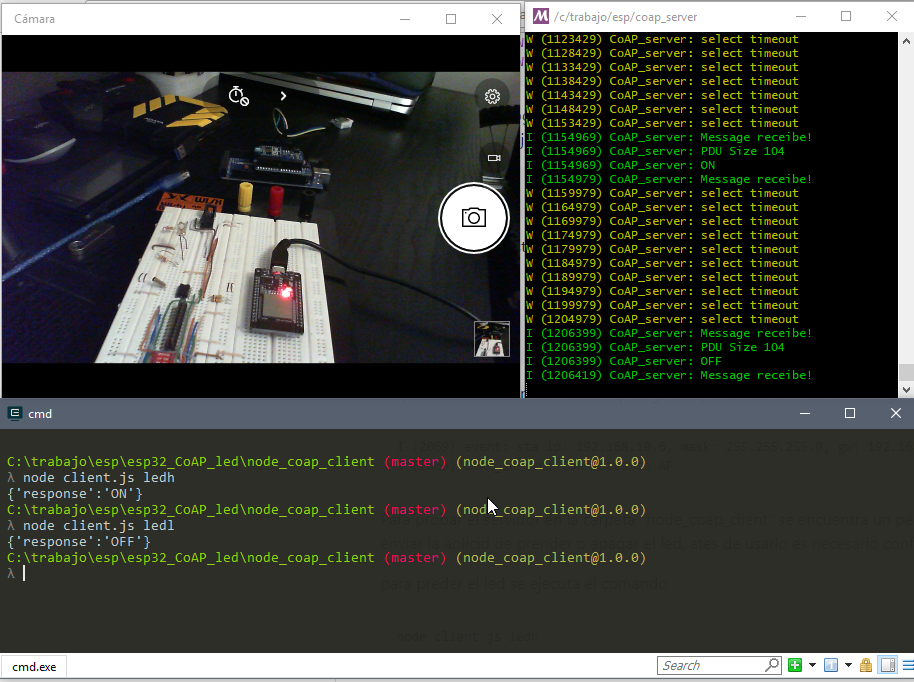 Cámara
/c/trabajo/esp/coap_server
W (1123429) CoAP_server: select timeout
W (1128429) CoAP_server: select timeout
W (1133429) CoAP_server: select timeout
W (1138429) CoAP_server: select timeout
W (1143429) CoAP_server: select timeout
W (1148429) CoAP_server: select timeout
W (1153429) CoAP_server: select timeout
I (1154969) CoAP_server: Message receibe!
I (1154969) CoAP_server: PDU Size 104
I (1154969) CoAP_server: ON
I (1154979) CoAP_server: Message receibe!
W (1159979) CoAP_server: select timeout
W (1164979) CoAP_server: select timeout
W (1169979) CoAP_server: select timeout
W (1174979) CoAP_server: select timeout
W (1179979) CoAP_server: select timeout
W (1184979) CoAP_server: select timeout
W (1189979) CoAP_server: select timeout
W (1194979) CoAP_server: select timeout
W (1199979) CoAP_server: select timeout
W (1204979) CoAP_server: select timeout
I (1206399) CoAP_server: Message receibe!
I (1206399) CoAP_server: PDU Size 104
I (1206399) CoAP_server: OFF
I (1206419) CoAP_server: Message receibe!
cmd
C:\trabajo\esp\esp32_CoAP_led\node_coap_client (master) (node_coap_client@1.0.0)
λ node client.js ledh
{'response':'ON'}
C:\trabajo\esp\esp32_CoAP_led\node_coap_client (master) (node_coap_client@1.0.0)
λ node client.js ledl
{'response':'OFF'}
C:\trabajo\esp\esp32_CoAP_led\node_coap_client (master) (node_coap_client@1.0.0)
λ
para preder el led re ejecuta el comendo
node client.js ledh
cmd.exe
Search